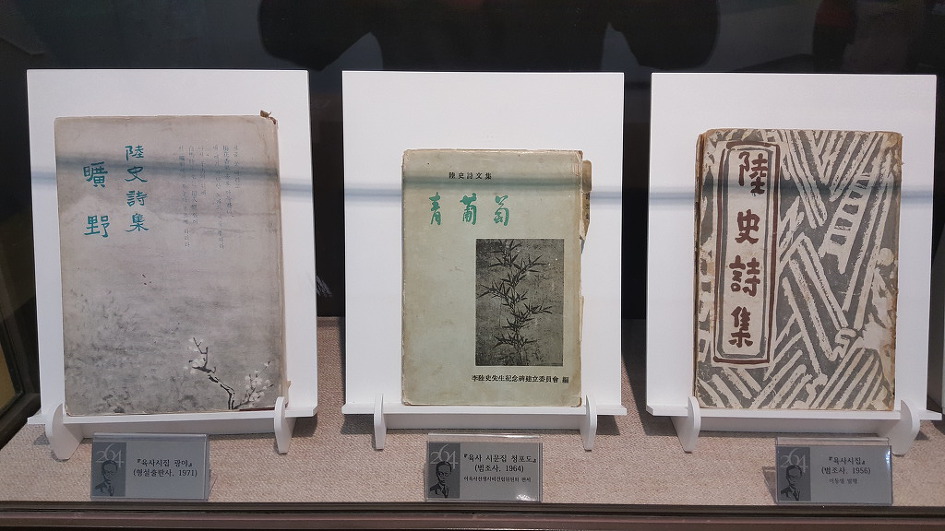 陸史詩集
曠野
陸史詩文集
青葡萄
李陸史先生紀念碑建立委員會 編
陸史詩集
264
『육사시집 광야』
(형설출판사, 1971)
264
『육사 시문집 청포도』
(범조사, 1964)
264
『육사시집』
(범조사, 1956)